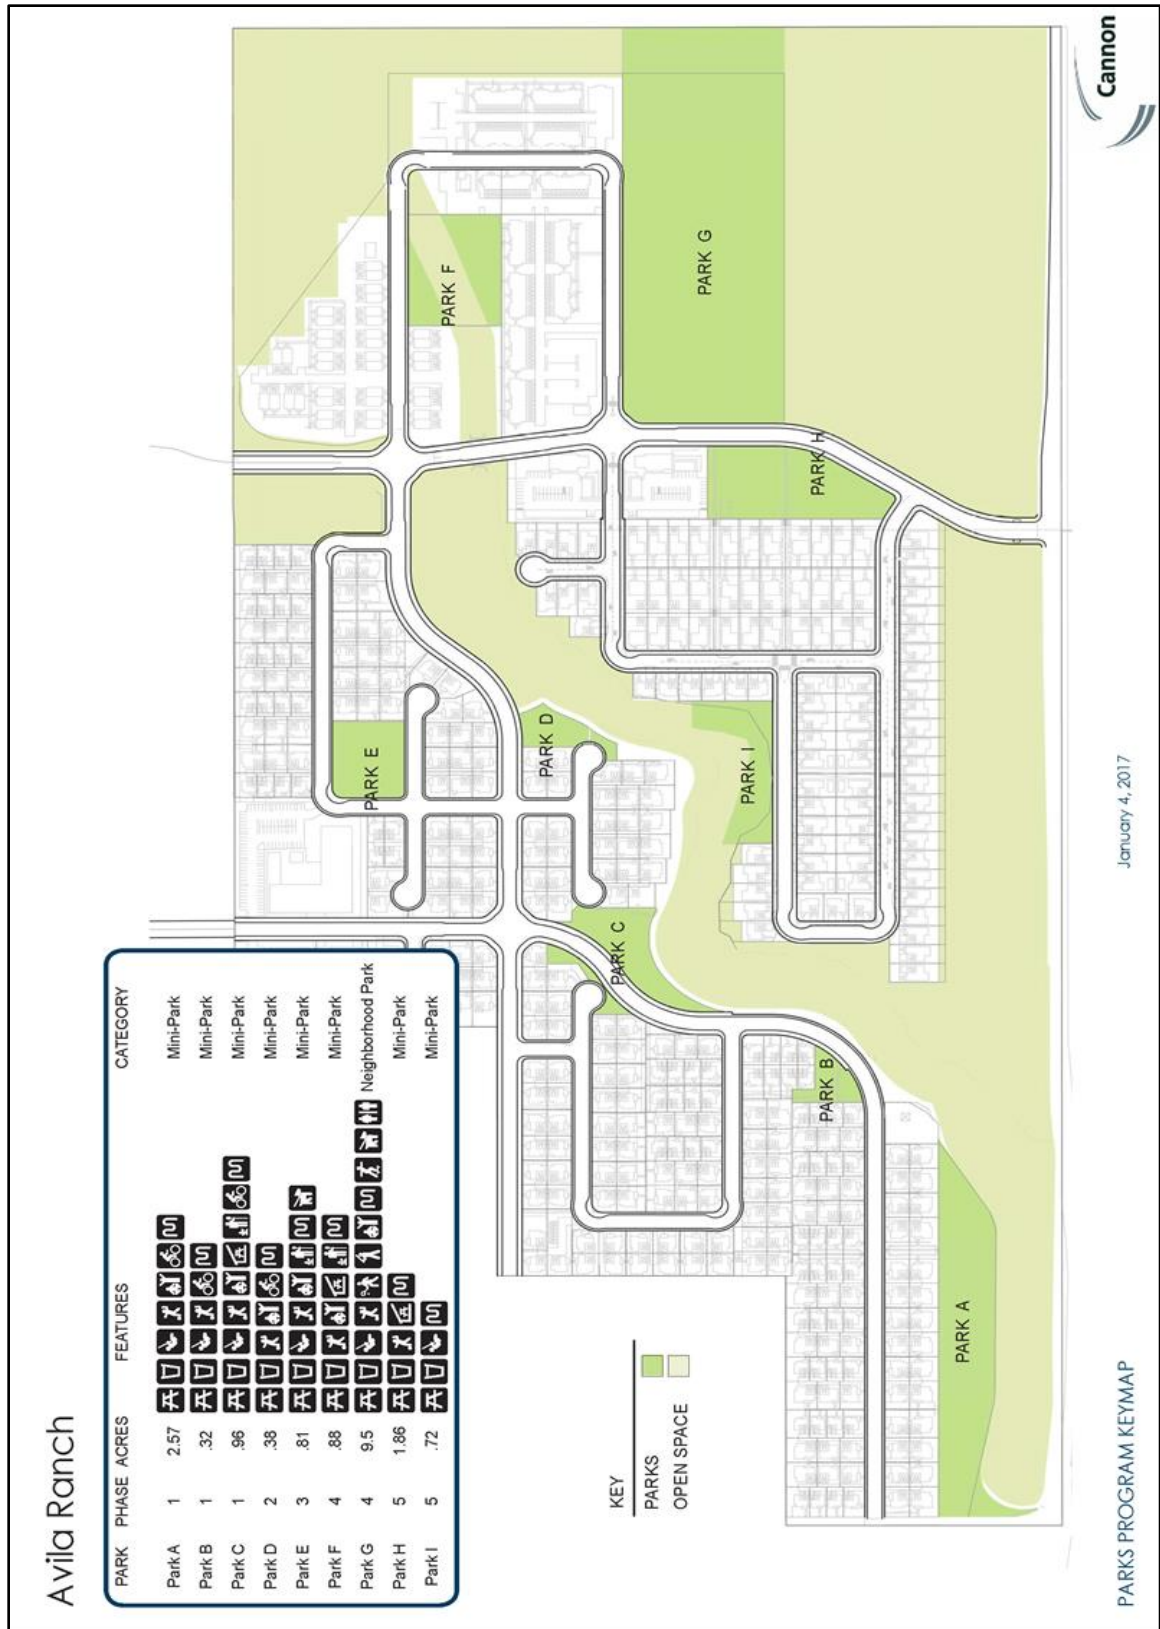 Avila Ranch
PARK PHASE ACRES FEATURES CATEGORY
Park A 1 2.57 Mini-Park
Park B 1 .32 Mini-Park
Park C 1 .96 Mini-Park
Park D 2 .38 Mini-Park
Park E 3 .81 Mini-Park
Park F 4 .88 Mini-Park
Park G 4 9.5 Neighborhood Park
Park H 5 1.86 Mini-Park
Park I 5 .72 Mini-Park
KEY
PARKS
OPEN SPACE
PARK E
PARK F
PARK D
PARK C
PARK G
PARK I
PARK B
PARK H
PARK A
PARKS PROGRAM KEYMAP
January 4, 2017
Cannon